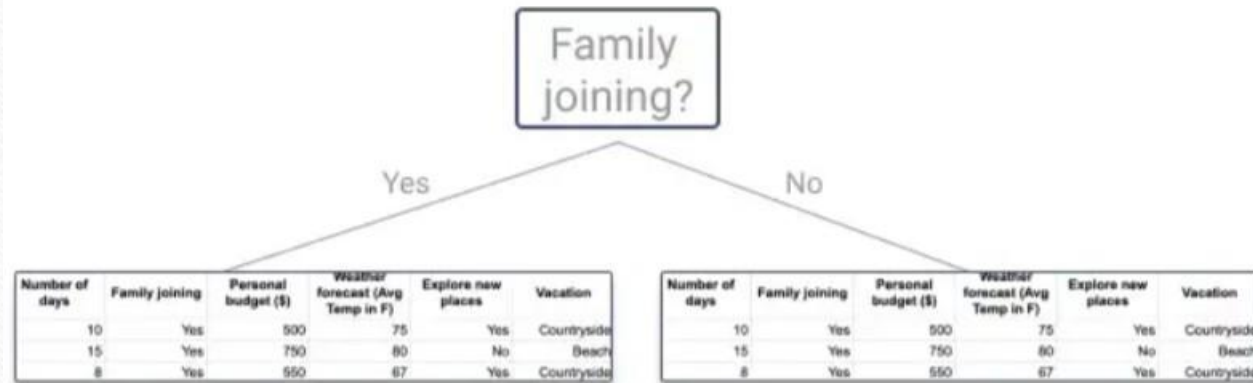 Family
joining?
Yes
No
Number of days Family joining Personal budget ($) Weather forecast (Avg Temp in F) Explore new places Vacation
10 Yes 500 75 Yes Countryside
15 Yes 750 80 No Beach
8 Yes 550 67 Yes Countryside
Number of days Family joining Personal budget ($) Weather forecast (Avg Temp in F) Explore new places Vacation
10 Yes 500 75 Yes Countryside
15 Yes 750 80 No Beach
8 Yes 550 67 Yes Countryside